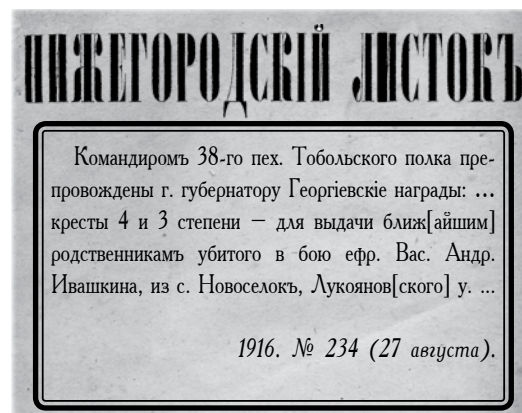 НИЖЕГОРОДСКІЙ ЛИСТОКЪ
Командиромъ 38-го пех. Тобольского полка пре-
провождены г. губернатору Георгіевскіе награды: ...
кресты 4 и 3 степени – для выдачи ближ[айшим]
родственникамъ убитого в бою ефр. Вас. Андр.
Ивашкина, из с. Новоселокъ, Лукоянов[ского] у. ...
1916. № 234 (27 августа).